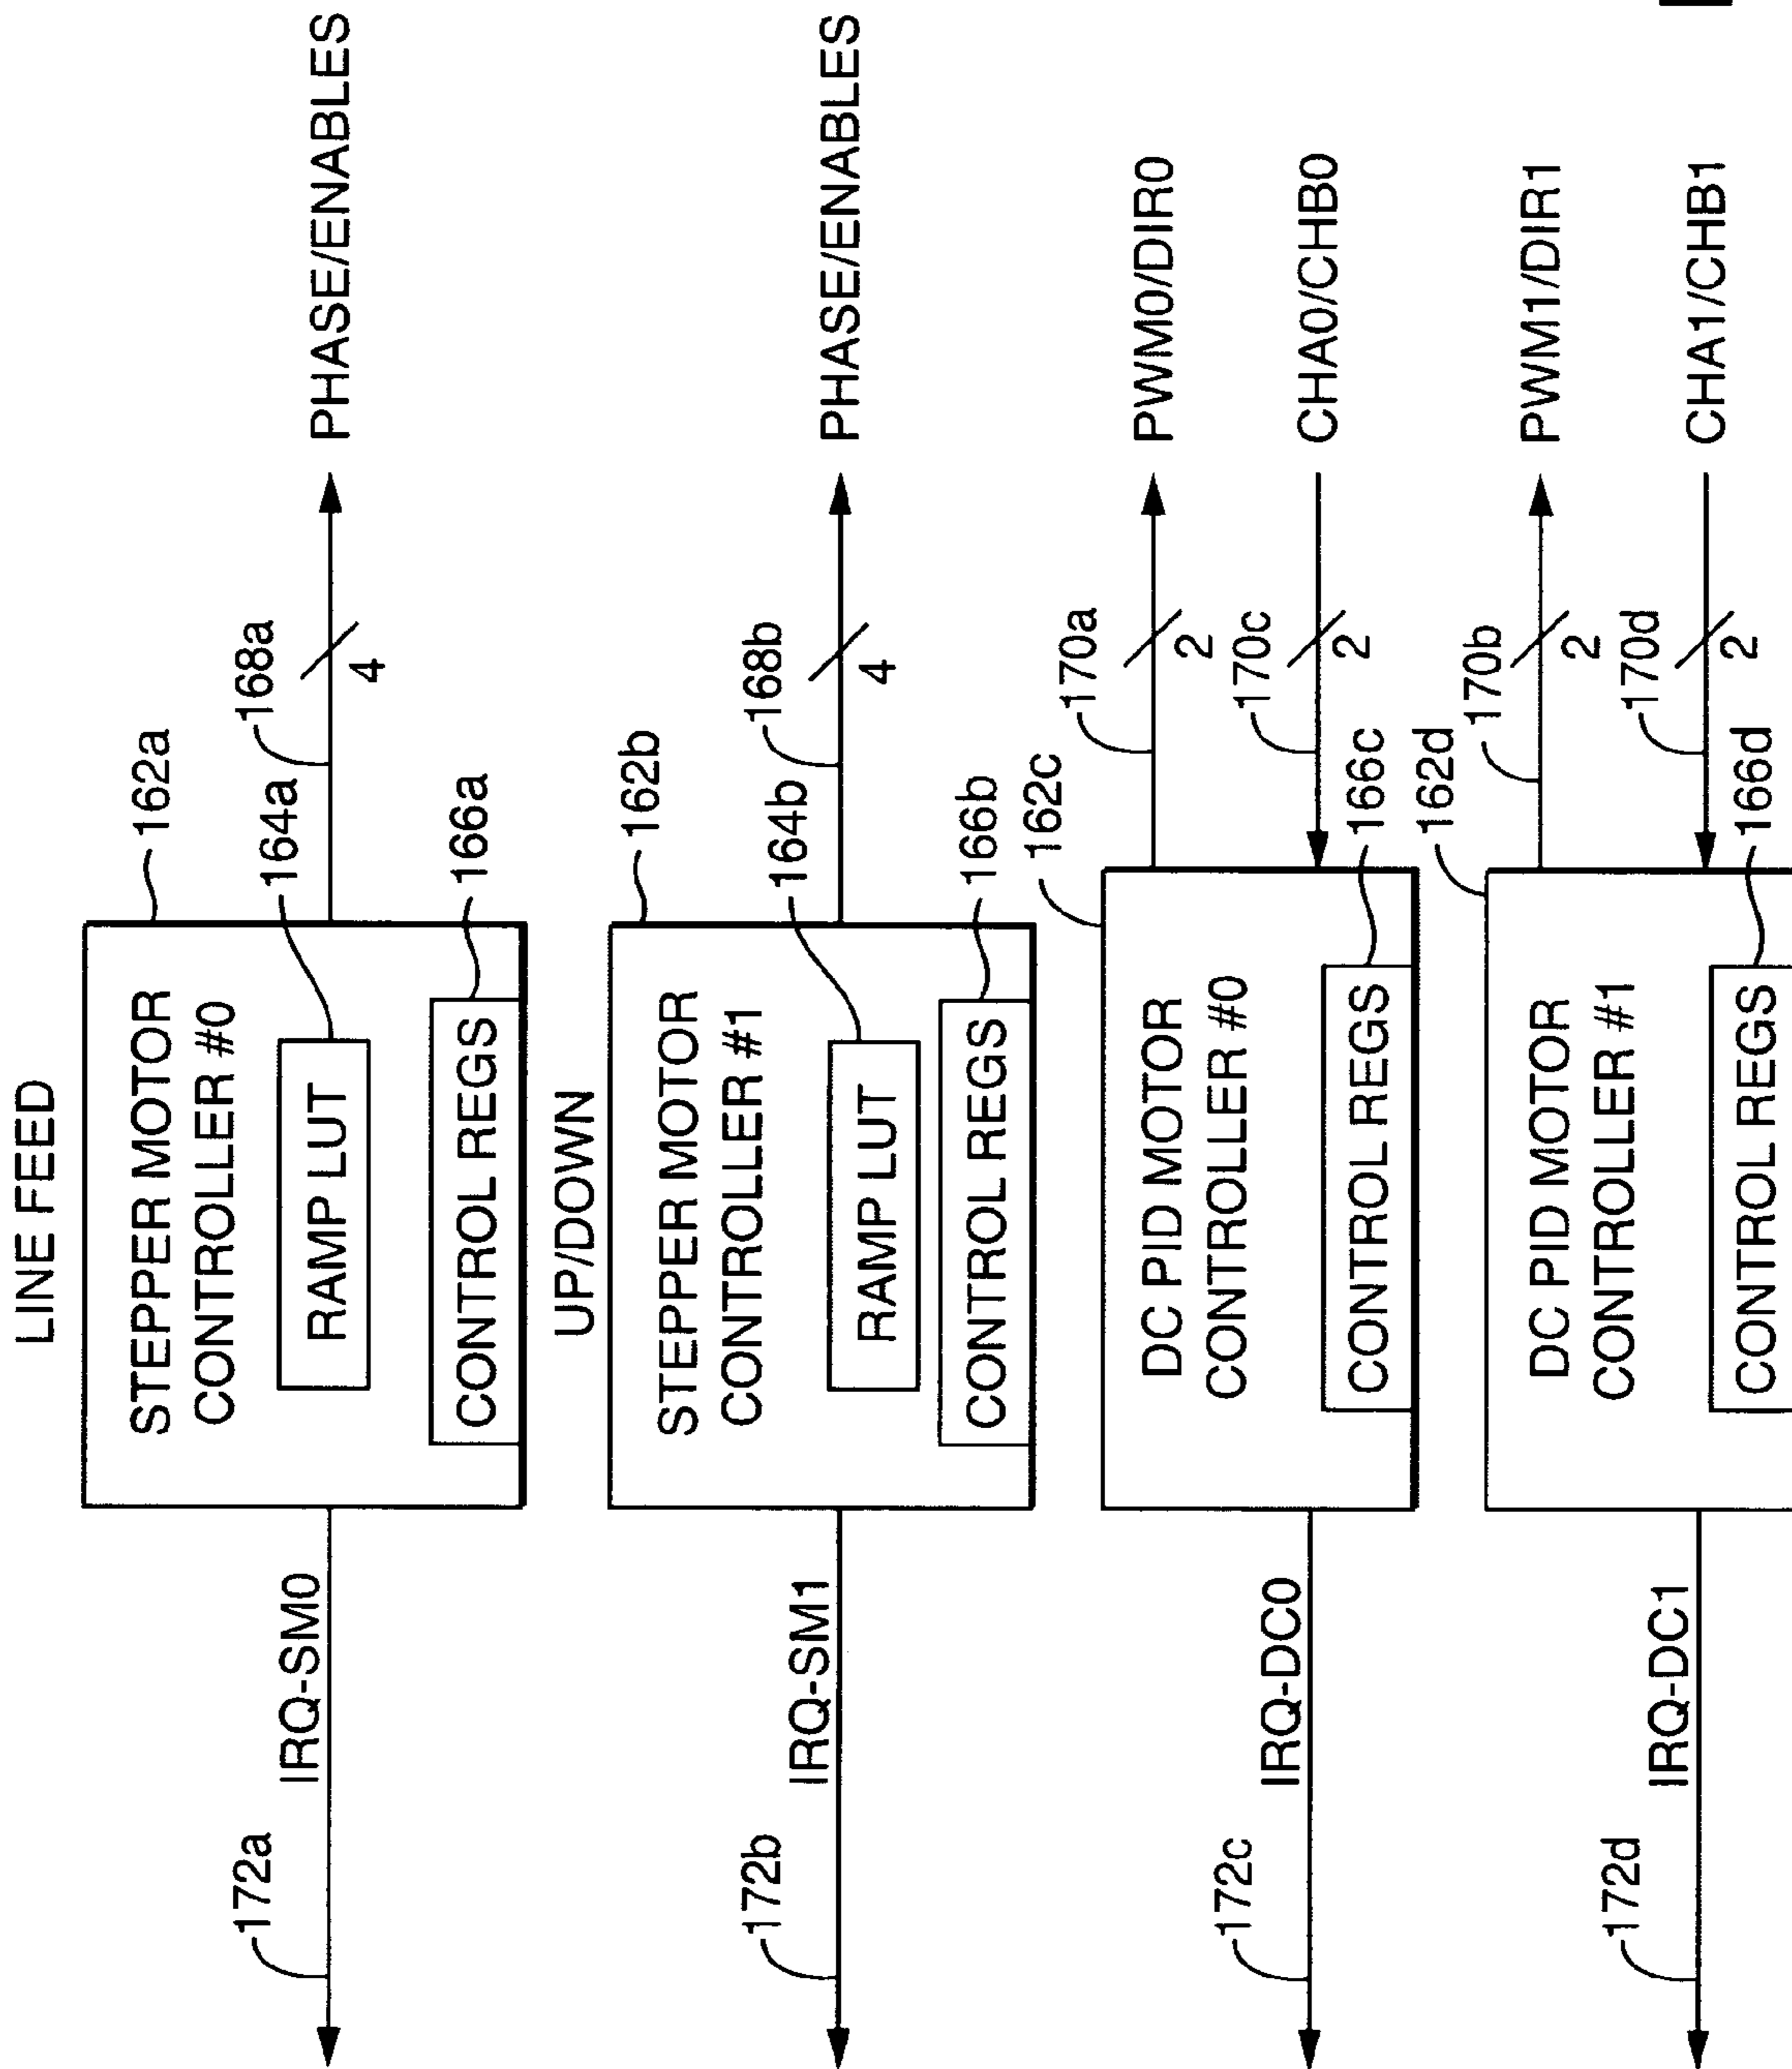 LINE FEED
162a
STEPPER MOTOR
CONTROLLER #0
164a
RAMP LUT
166a
CONTROL REGS
168a
4
PHASE/ENABLES
172a
IRQ-SM0
UP/DOWN
162b
STEPPER MOTOR
CONTROLLER #1
164b
RAMP LUT
166b
CONTROL REGS
168b
4
PHASE/ENABLES
172b
IRQ-SM1
162c
DC PID MOTOR
CONTROLLER #0
166c
CONTROL REGS
170a
2
PWM0/DIR0
170c
2
CHA0/CHB0
172c
IRQ-DC0
162d
DC PID MOTOR
CONTROLLER #1
166d
CONTROL REGS
170b
2
PWM1/DIR1
170d
2
CHA1/CHB1
172d
IRQ-DC1